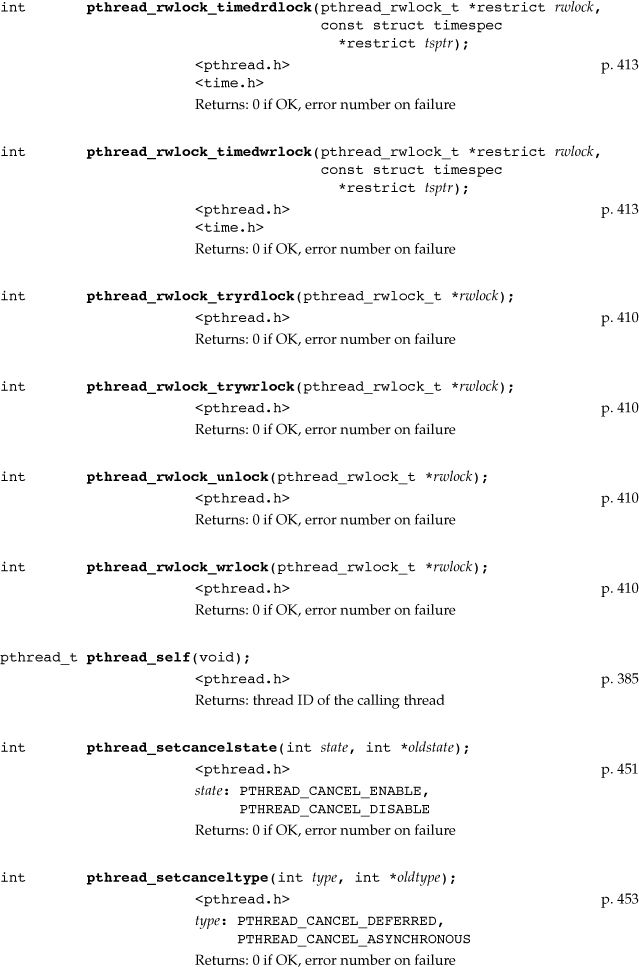 int pthread_rwlock_timedrdlock(pthread_rwlock_t *restrict rwlock,
const struct timespec
*restrict tsptr);
<pthread.h> p. 413
<time.h>
Returns: 0 if OK, error number on failure
int pthread_rwlock_timedwrlock(pthread_rwlock_t *restrict rwlock,
const struct timespec
*restrict tsptr);
<pthread.h> p. 413
<time.h>
Returns: 0 if OK, error number on failure
int pthread_rwlock_tryrdlock(pthread_rwlock_t *rwlock);
<pthread.h> p. 410
Returns: 0 if OK, error number on failure
int pthread_rwlock_trywrlock(pthread_rwlock_t *rwlock);
<pthread.h> p. 410
Returns: 0 if OK, error number on failure
int pthread_rwlock_unlock(pthread_rwlock_t *rwlock);
<pthread.h> p. 410
Returns: 0 if OK, error number on failure
int pthread_rwlock_wrlock(pthread_rwlock_t *rwlock);
<pthread.h> p. 410
Returns: 0 if OK, error number on failure
pthread_t pthread_self(void);
<pthread.h> p. 385
Returns: thread ID of the calling thread
int pthread_setcancelstate(int state, int *oldstate);
<pthread.h> p. 451
state: PTHREAD_CANCEL_ENABLE,
PTHREAD_CANCEL_DISABLE
Returns: 0 if OK, error number on failure
int pthread_setcanceltype(int type, int *oldtype);
<pthread.h> p. 453
type: PTHREAD_CANCEL_DEFERRED,
PTHREAD_CANCEL_ASYNCHRONOUS
Returns: 0 if OK, error number on failure